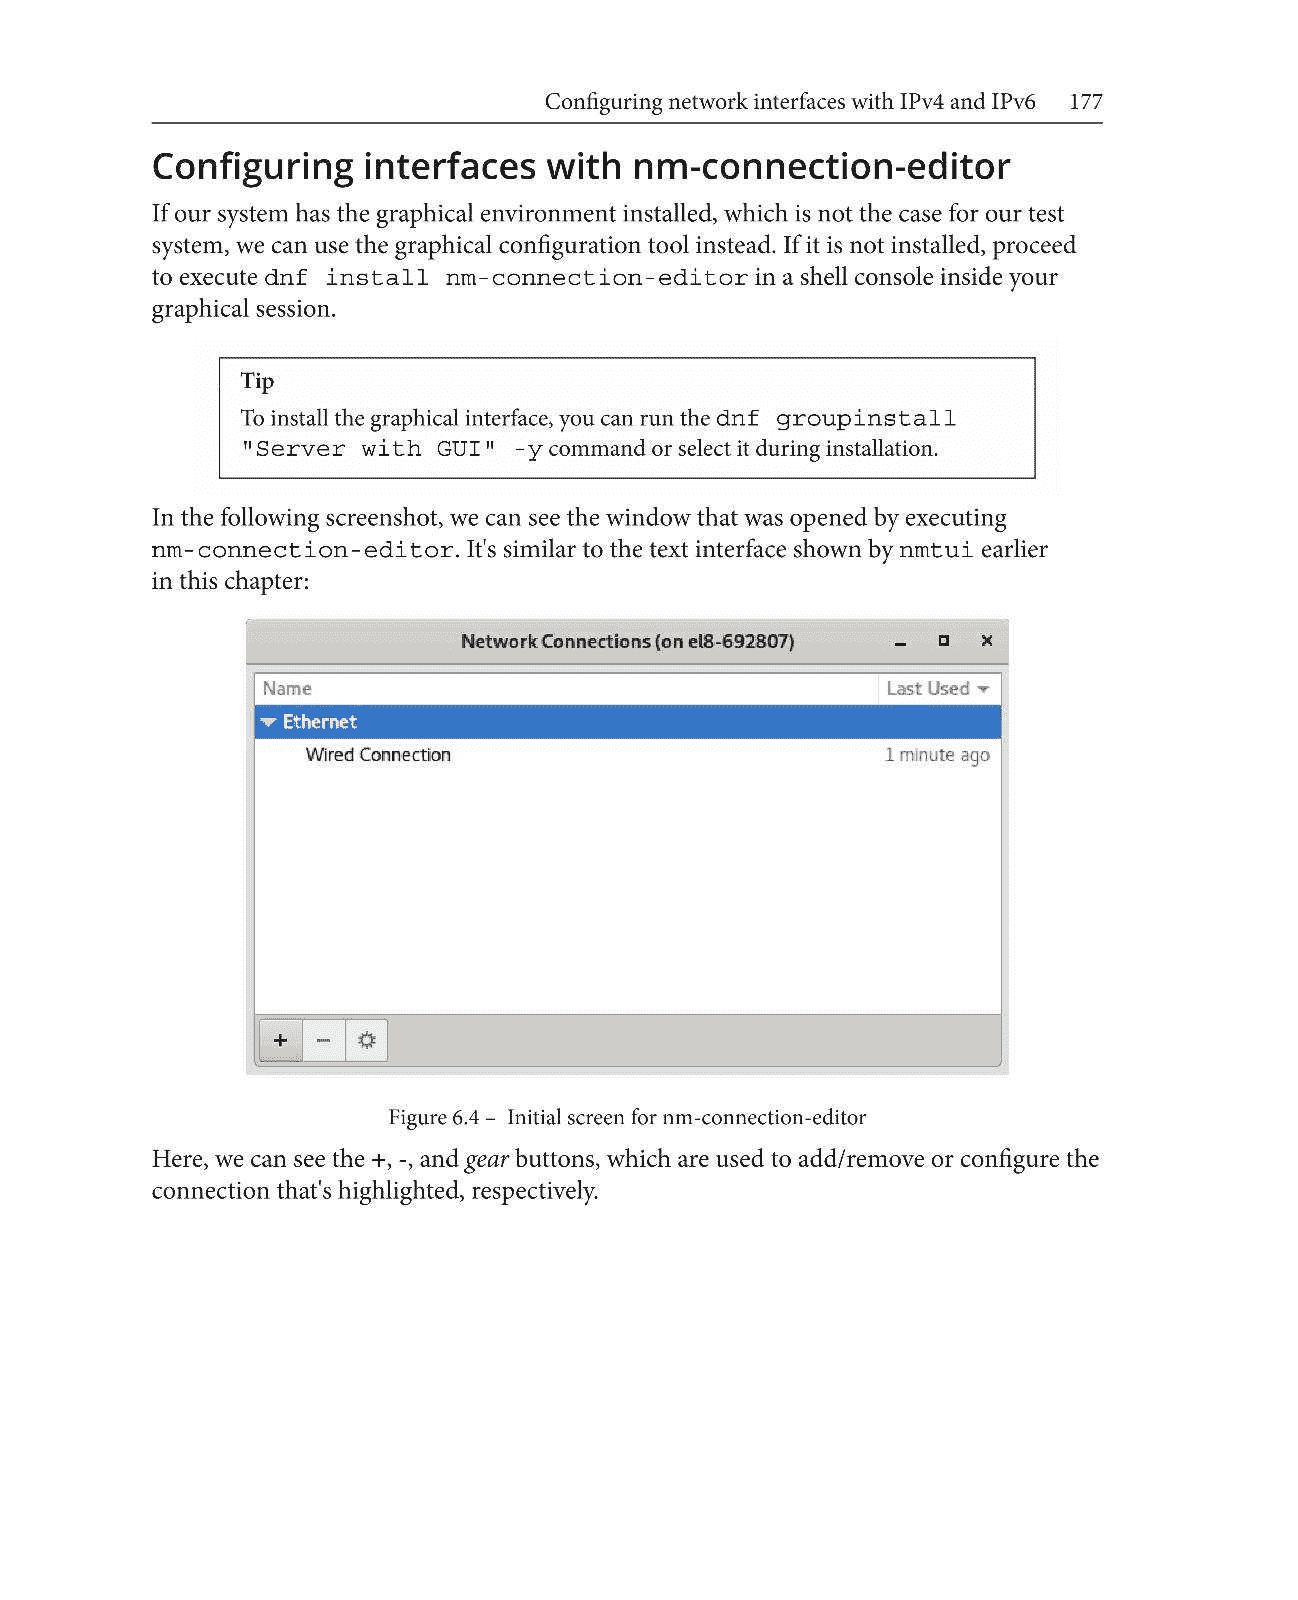 Configuring network interfaces with IPv4 and IPv6 177
Configuring interfaces with nm-connection-editor
If our system has the graphical environment installed, which is not the case for our test
system, we can use the graphical configuration tool instead. If it is not installed, proceed
to execute dnf install nm-connection-editor in a shell console inside your
graphical session.
Tip
To install the graphical interface, you can run the dnf groupinstall
"Server with GUI" -y command or select it during installation.
In the following screenshot, we can see the window that was opened by executing
nm-connection-editor. It's similar to the text interface shown by nmtui earlier
in this chapter:
Network Connections (on el8-692807)
Name Last Used
Ethernet
Wired Connection 1 minute ago
Figure 6.4 – Initial screen for nm-connection-editor
Here, we can see the +, -, and gear buttons, which are used to add/remove or configure the
connection that's highlighted, respectively.